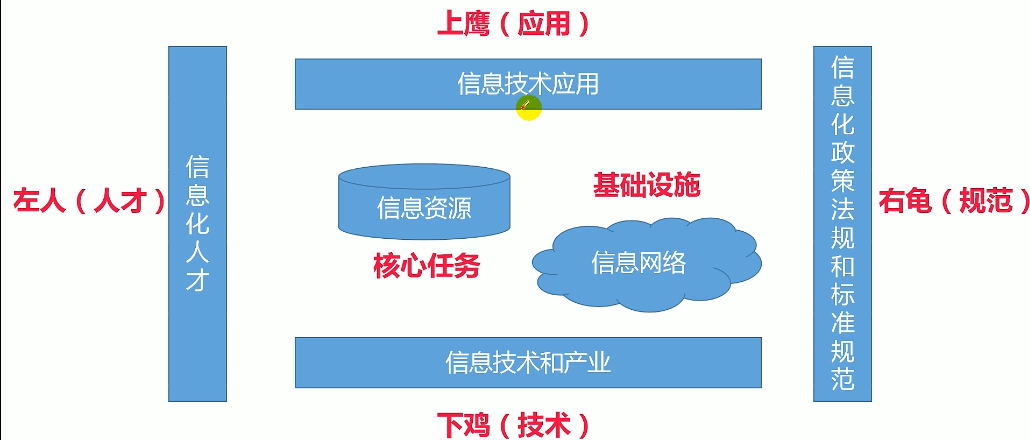 上鹰（应用）
信息技术应用
左人（人才）
信息化人才
信息资源
核心任务
基础设施
信息网络
信息化政策法规和标准规范
右龟（规范）
信息技术和产业
下鸡（技术）